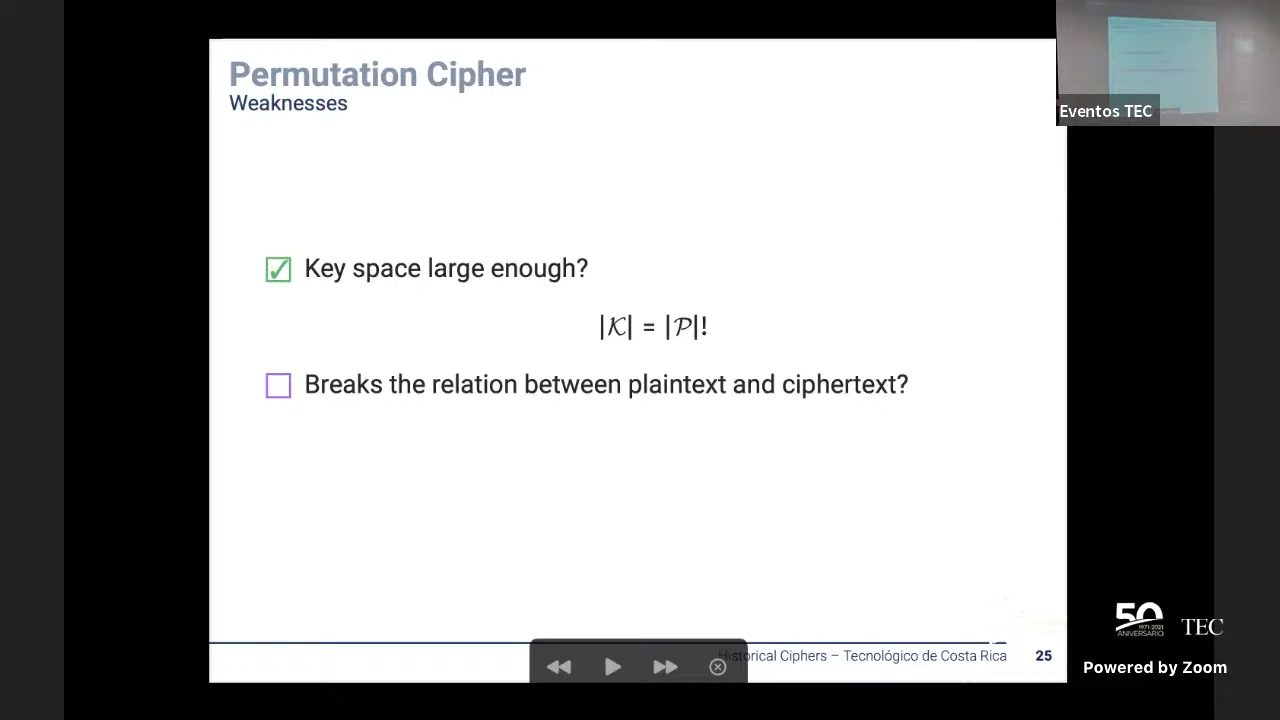 Permutation Cipher
Weaknesses
Eventos TEC
Key space large enough?
|𝒦| = |𝒫|!
Breaks the relation between plaintext and ciphertext?
50
1971-2021
ANIVERSARIO
TEC
Historical Ciphers – Tecnológico de Costa Rica 25
Powered by Zoom